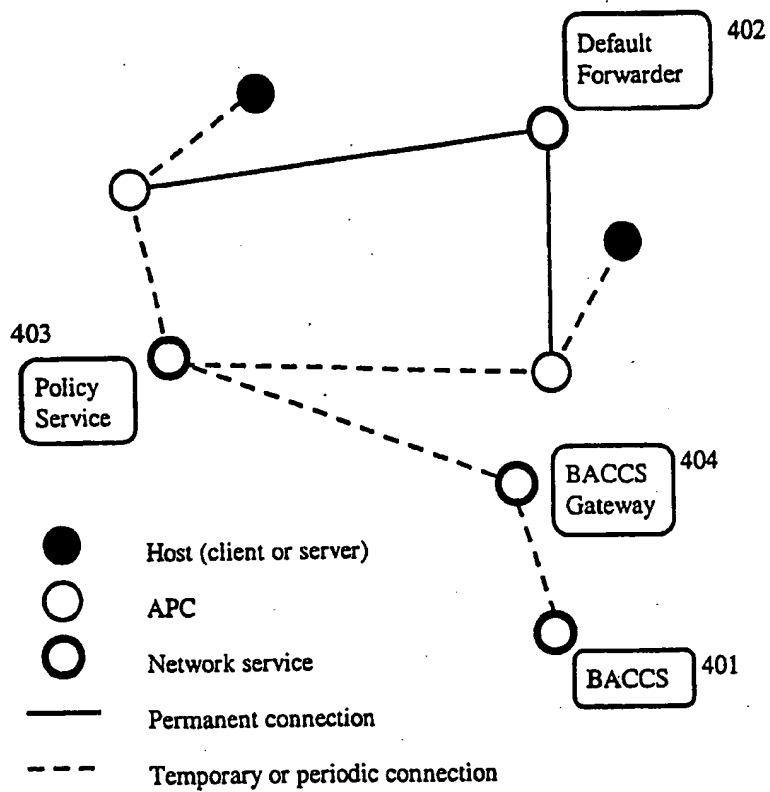 402
Default
Forwarder
403
Policy
Service
BACCS
Gateway
404
Host (client or server)
APC
Network service
BACCS
401
Permanent connection
Temporary or periodic connection